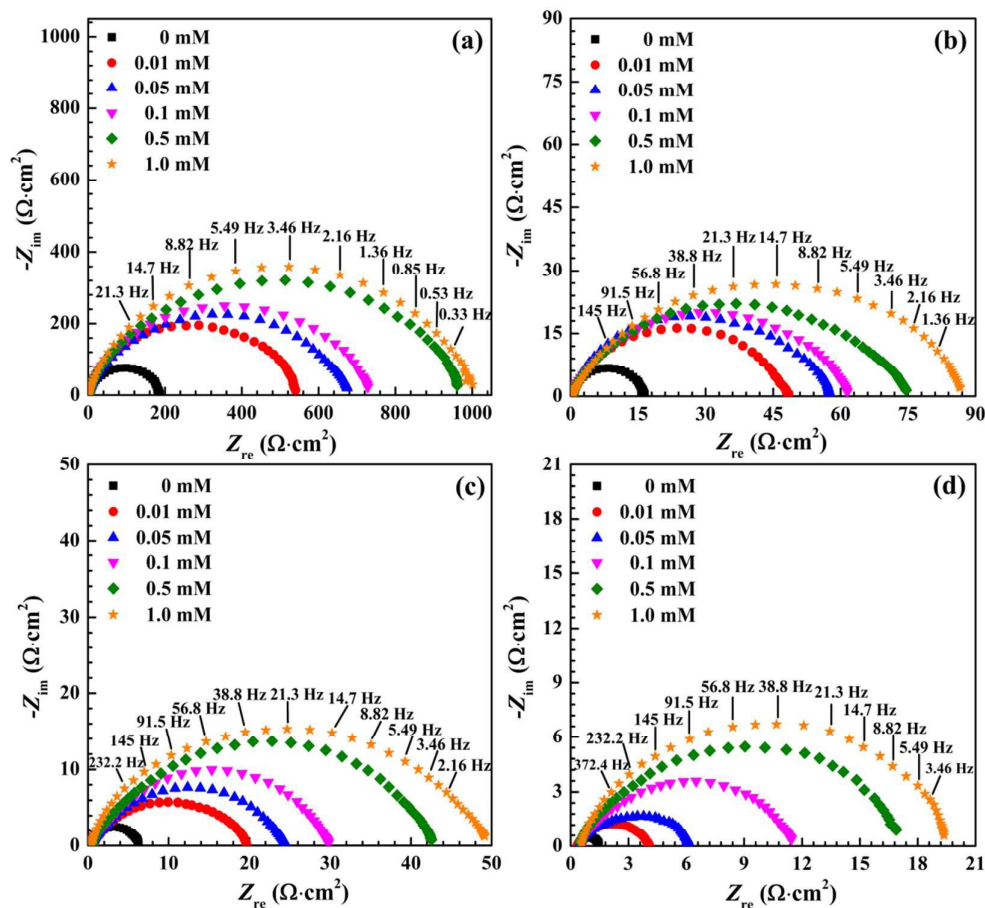 (a)
0 mM
0.01 mM
0.05 mM
0.1 mM
0.5 mM
1.0 mM
1000
800
600
400
200
0
-Zim (Ω·cm²)
21.3 Hz
14.7 Hz
8.82 Hz
5.49 Hz
3.46 Hz
2.16 Hz
1.36 Hz
0.85 Hz
0.53 Hz
0.33 Hz
0 200 400 600 800 1000
Zre (Ω·cm²)
(b)
0 mM
0.01 mM
0.05 mM
0.1 mM
0.5 mM
1.0 mM
90
75
60
45
30
15
0
-Zim (Ω·cm²)
145 Hz
91.5 Hz
56.8 Hz
38.8 Hz
21.3 Hz
14.7 Hz
8.82 Hz
5.49 Hz
3.46 Hz
2.16 Hz
1.36 Hz
0 15 30 45 60 75 90
Zre (Ω·cm²)
(c)
0 mM
0.01 mM
0.05 mM
0.1 mM
0.5 mM
1.0 mM
50
40
30
20
10
0
-Zim (Ω·cm²)
232.2 Hz
145 Hz
91.5 Hz
56.8 Hz
38.8 Hz
21.3 Hz
14.7 Hz
8.82 Hz
5.49 Hz
3.46 Hz
2.16 Hz
0 10 20 30 40 50
Zre (Ω·cm²)
(d)
0 mM
0.01 mM
0.05 mM
0.1 mM
0.5 mM
1.0 mM
21
18
15
12
9
6
3
0
-Zim (Ω·cm²)
372.4 Hz
232.2 Hz
145 Hz
91.5 Hz
56.8 Hz
38.8 Hz
21.3 Hz
14.7 Hz
8.82 Hz
5.49 Hz
3.46 Hz
0 3 6 9 12 15 18 21
Zre (Ω·cm²)